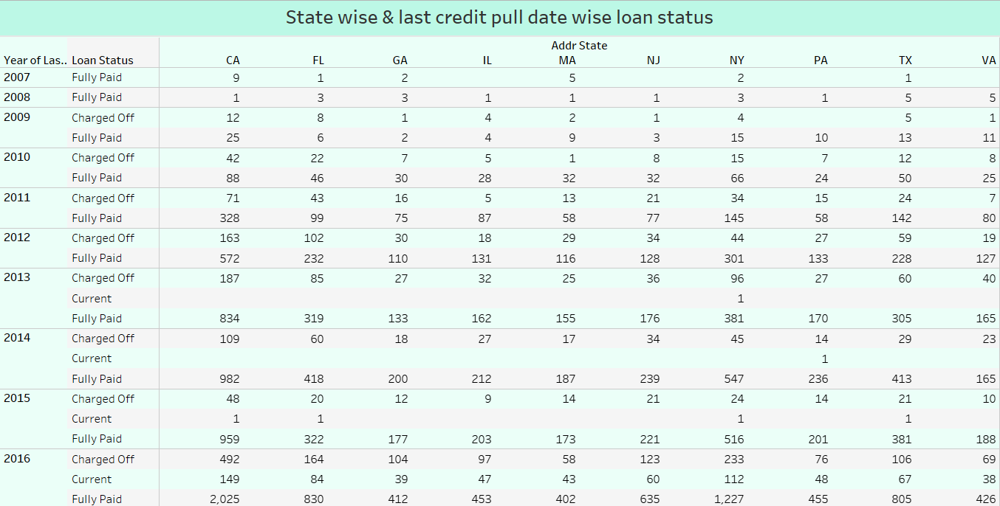 State wise & last credit pull date wise loan status
Addr State
Year of Las.. Loan Status CA FL GA IL MA NJ NY PA TX VA
2007 Fully Paid 9 1 2 5 2 1
2008 Fully Paid 1 3 3 1 1 1 3 1 5 5
2009 Charged Off 12 8 1 4 2 1 4 5 1
Fully Paid 25 6 2 4 9 3 15 10 13 11
2010 Charged Off 42 22 7 5 1 8 15 7 12 8
Fully Paid 88 46 30 28 32 32 66 24 50 25
2011 Charged Off 71 43 16 5 13 21 34 15 24 7
Fully Paid 328 99 75 87 58 77 145 58 142 80
2012 Charged Off 163 102 30 18 29 34 44 27 59 19
Fully Paid 572 232 110 131 116 128 301 133 228 127
2013 Charged Off 187 85 27 32 25 36 96 27 60 40
Current 1
Fully Paid 834 319 133 162 155 176 381 170 305 165
2014 Charged Off 109 60 18 27 17 34 45 14 29 23
Current 1
Fully Paid 982 418 200 212 187 239 547 236 413 165
2015 Charged Off 48 20 12 9 14 21 24 14 21 10
Current 1 1 1 1
Fully Paid 959 322 177 203 173 221 516 201 381 188
2016 Charged Off 492 164 104 97 58 123 233 76 106 69
Current 149 84 39 47 43 60 112 48 67 38
Fully Paid 2,025 830 412 453 402 635 1,227 455 805 426